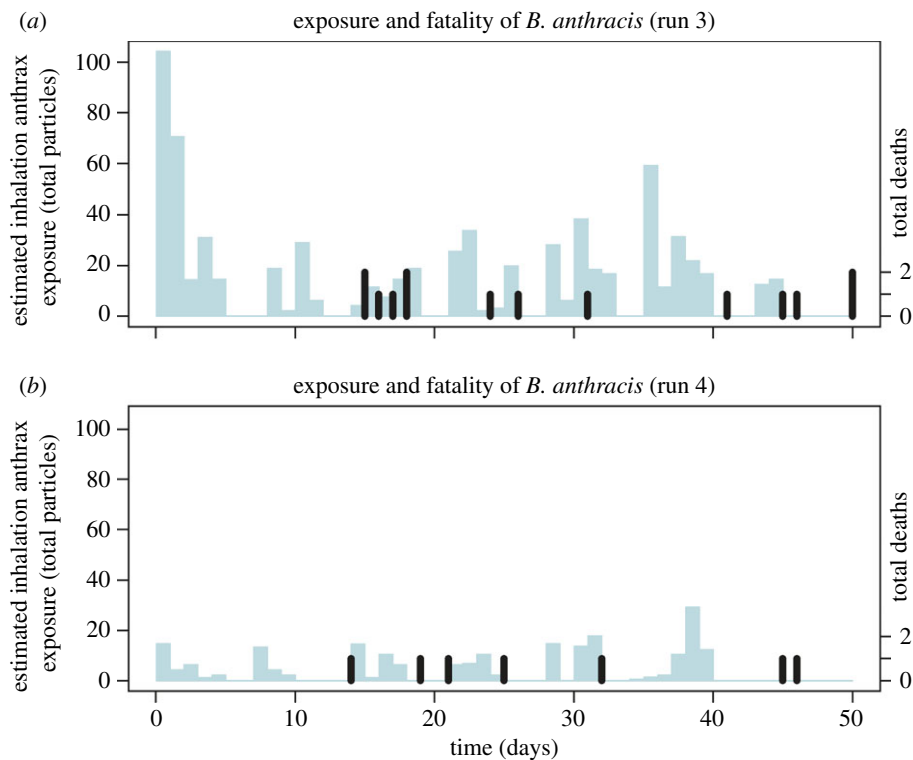 (a) exposure and fatality of B. anthracis (run 3)
estimated inhalation anthrax
exposure (total particles)
100
80
60
40
20
0
total deaths
2
0
(b) exposure and fatality of B. anthracis (run 4)
estimated inhalation anthrax
exposure (total particles)
100
80
60
40
20
0
total deaths
2
0
0 10 20 30 40 50
time (days)